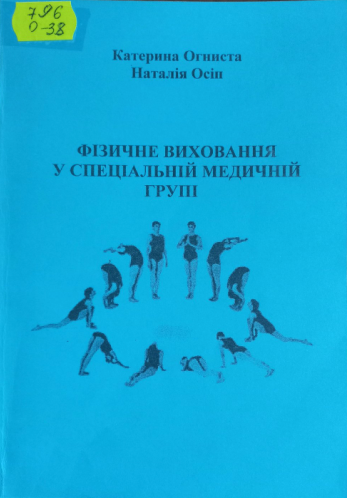 796
О-38
Катерина Огниста
Наталія Осіп
ФІЗИЧНЕ ВИХОВАННЯ
У СПЕЦІАЛЬНІЙ МЕДИЧНІЙ
ГРУПІ